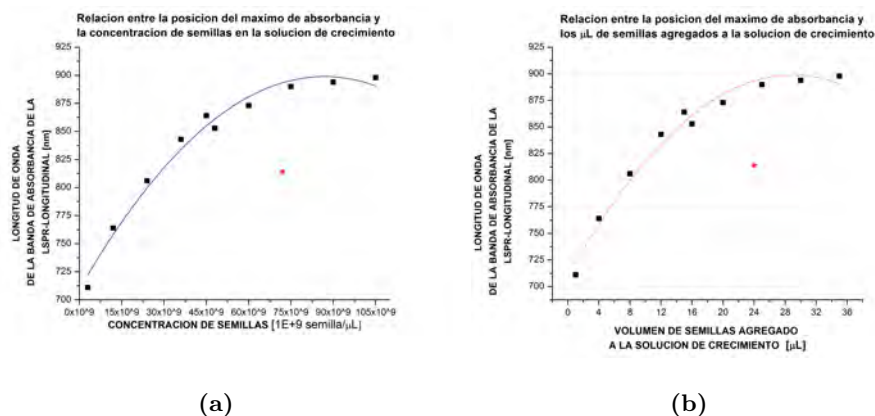 Relacion entre la posicion del maximo de absorbancia y
la concentracion de semillas en la solucion de crecimiento
925
900
875
850
825
800
775
750
725
700
LONGITUD DE ONDA
DE LA BANDA DE ABSORBANCIA DE LA
LSPR-LONGITUDINAL [nm]
0x10^9 15x10^9 30x10^9 45x10^9 60x10^9 75x10^9 90x10^9 105x10^9
CONCENTRACION DE SEMILLAS [1E+9 semilla/μL]
(a)
Relacion entre la posicion del maximo de absorbancia y
los μL de semillas agregados a la solucion de crecimiento
925
900
875
850
825
800
775
750
725
700
LONGITUD DE ONDA
DE LA BANDA DE ABSORBANCIA DE LA
LSPR-LONGITUDINAL [nm]
0 4 8 12 16 20 24 28 32 36
VOLUMEN DE SEMILLAS AGREGADO
A LA SOLUCION DE CRECIMIENTO [μL]
(b)